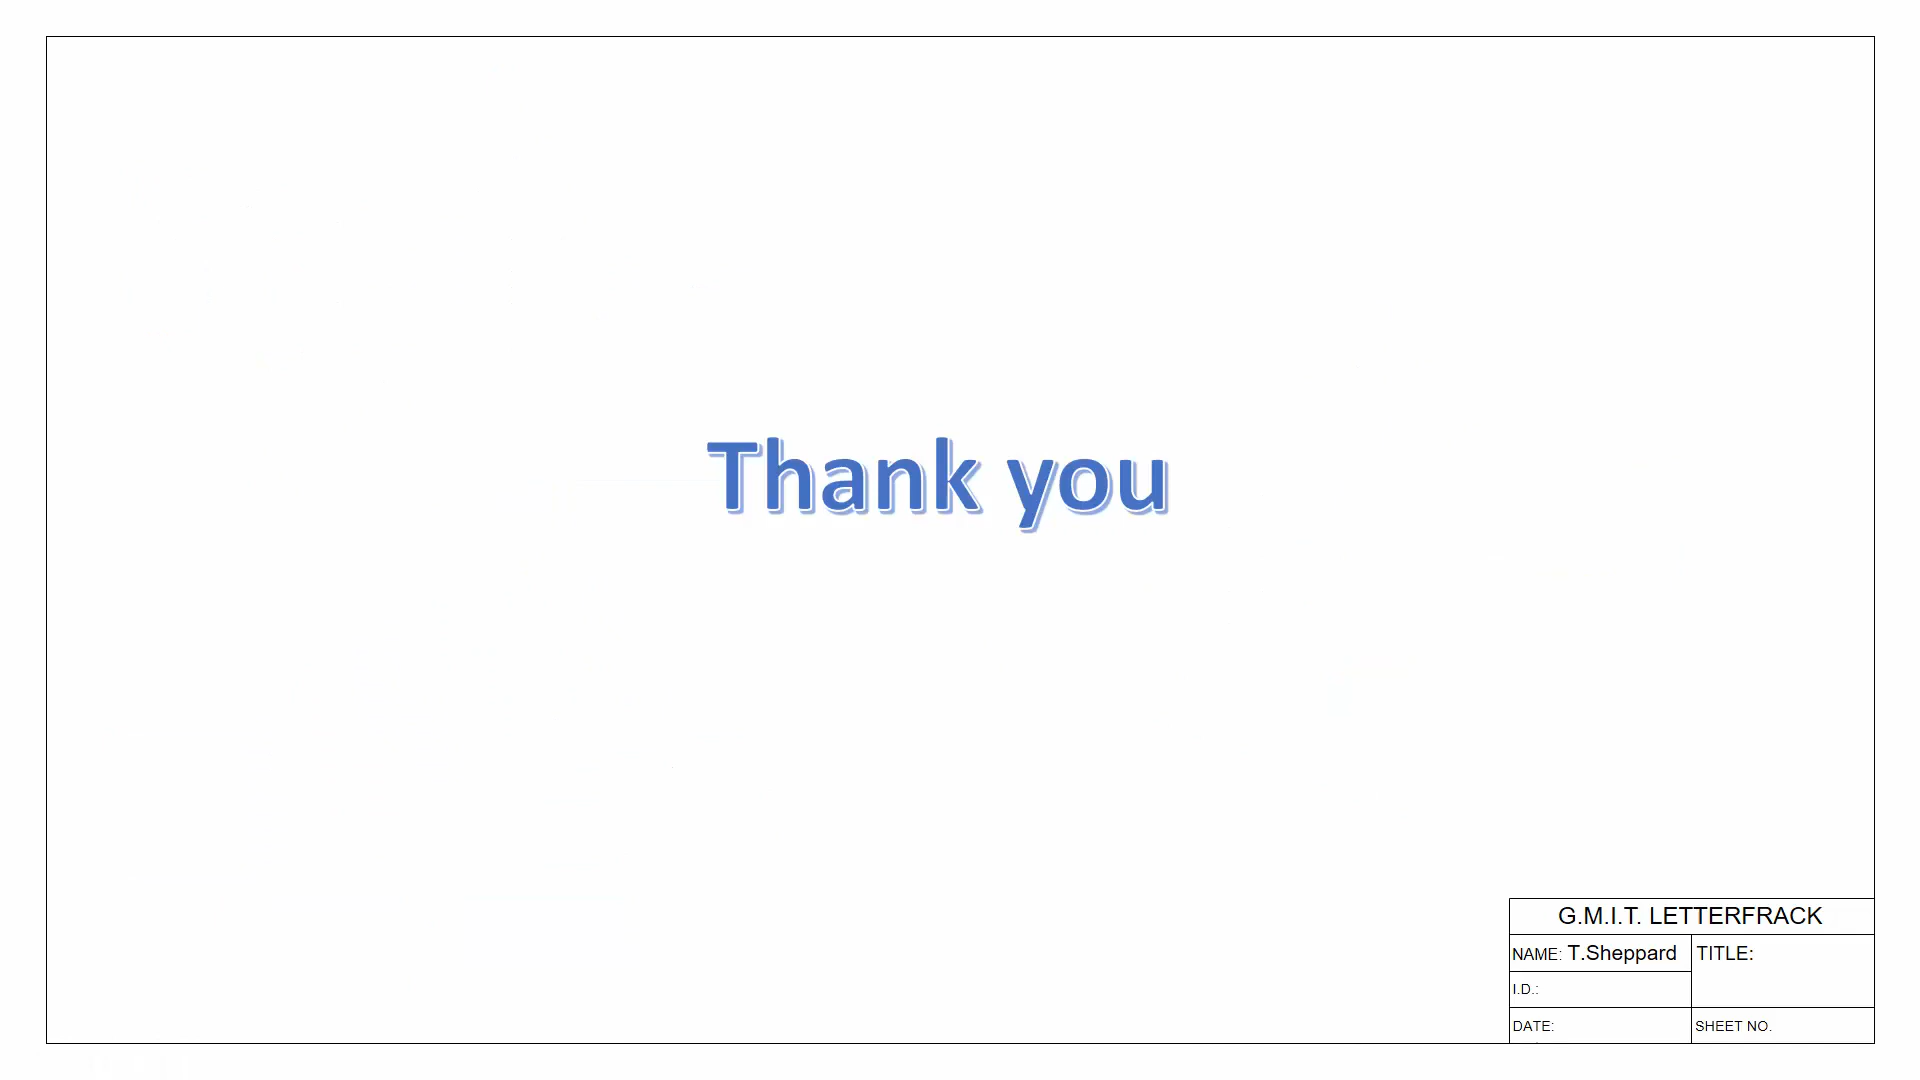 Thank you
G.M.I.T. LETTERFRACK
NAME: T.Sheppard
TITLE:
I.D.:
DATE:
SHEET NO.